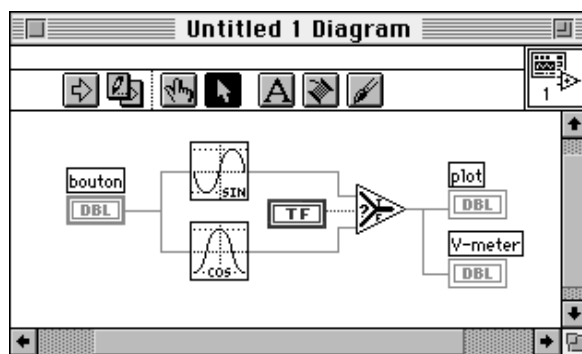 Untitled 1 Diagram
1
A
bouton
DBL
SIN
COS
TF
?
T
F
plot
DBL
V-meter
DBL